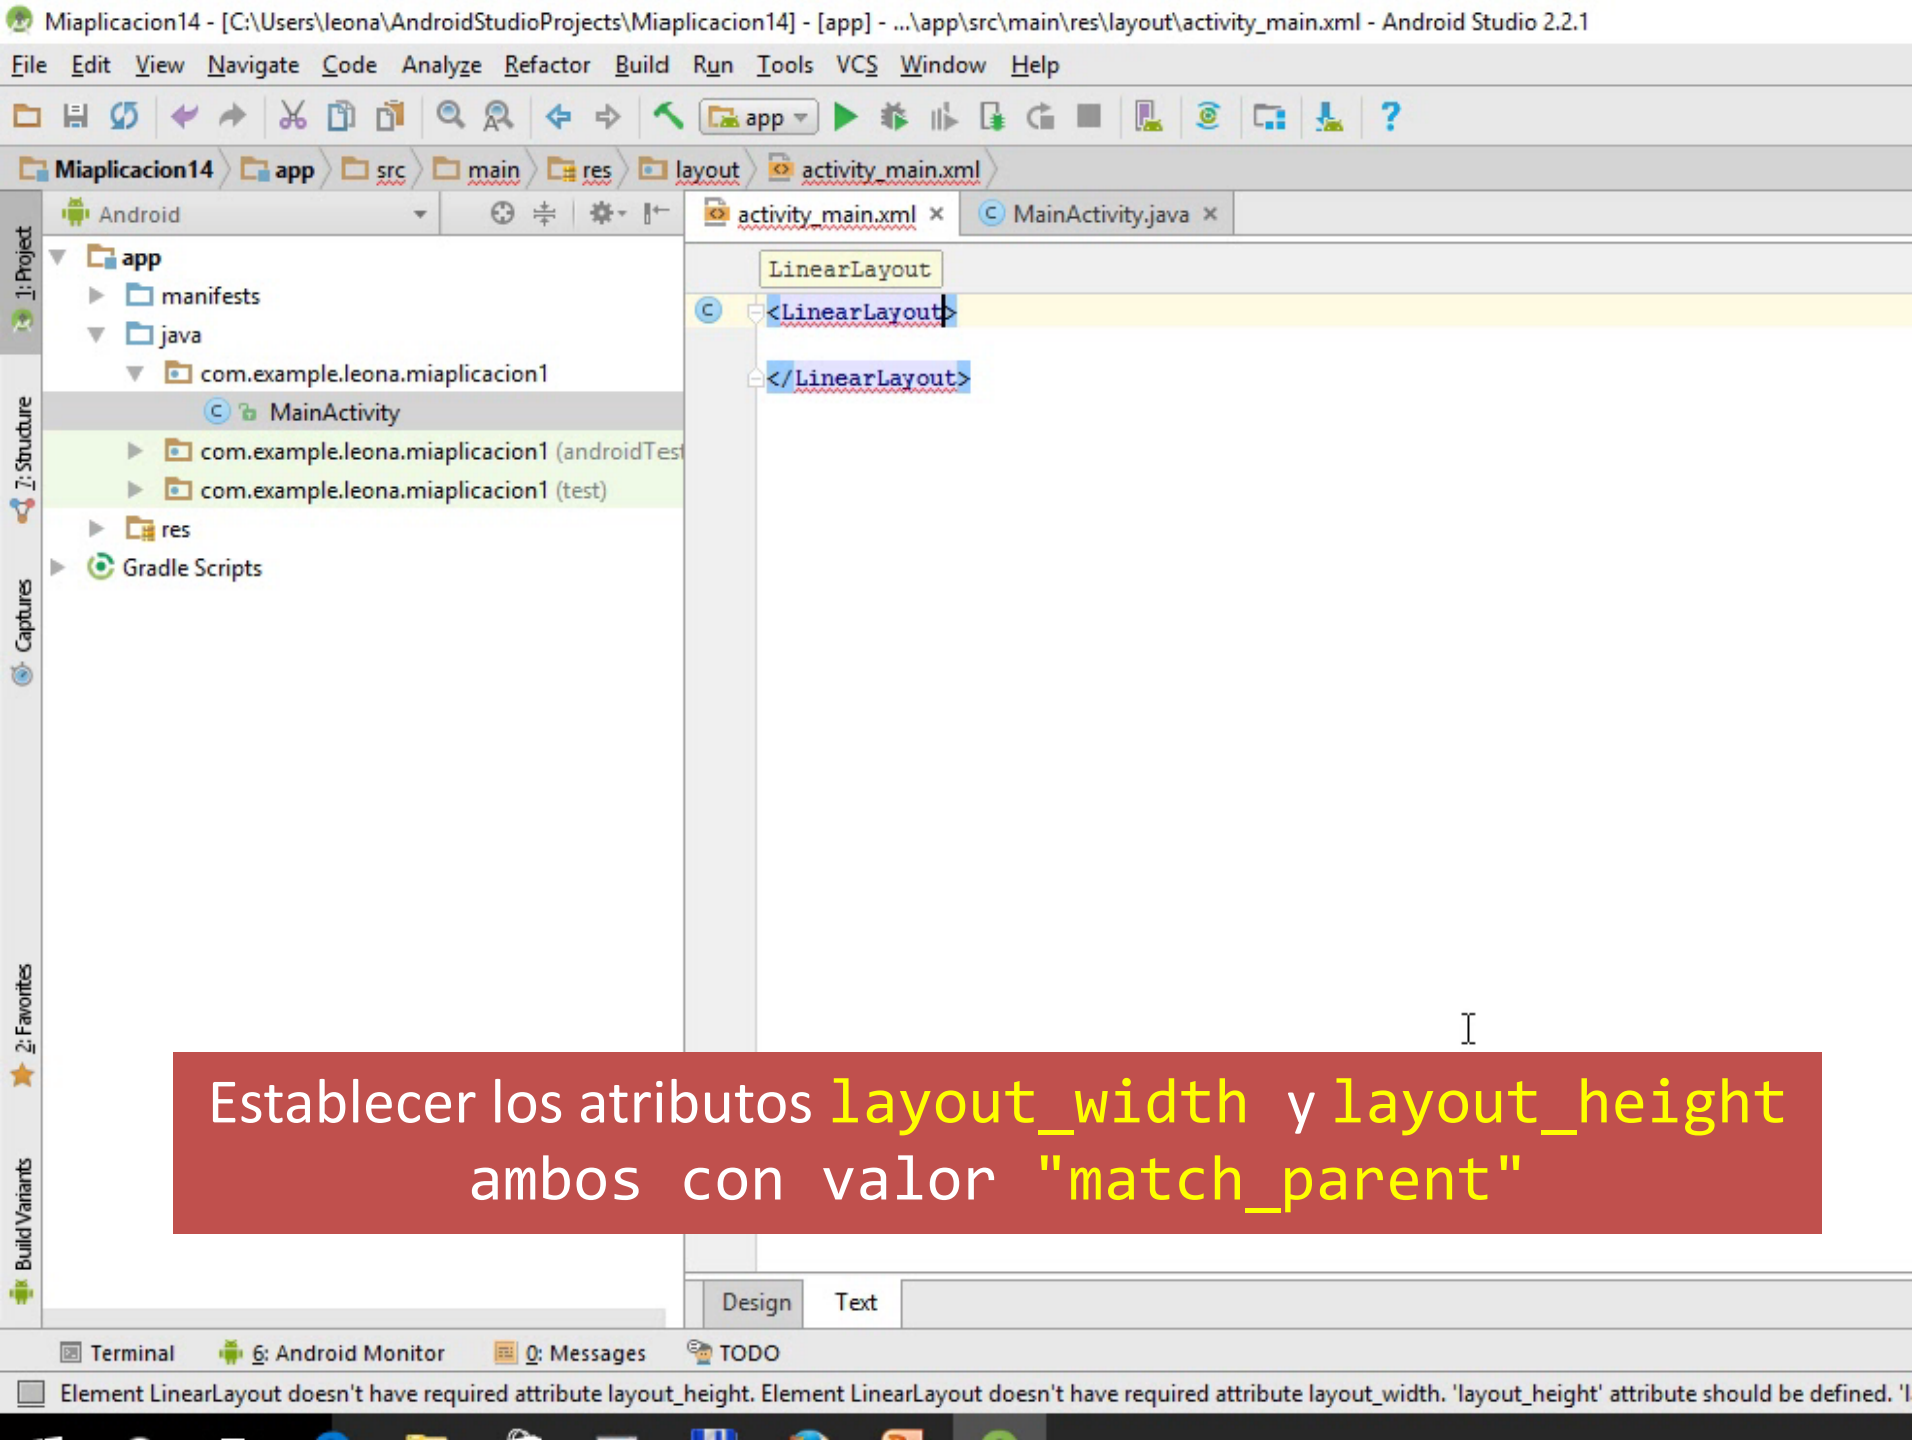 Miaplicacion14 - [C:\Users\leona\AndroidStudioProjects\Miaplicacion14] - [app] - ...\app\src\main\res\layout\activity_main.xml - Android Studio 2.2.1
File Edit View Navigate Code Analyze Refactor Build Run Tools VCS Window Help
app
Miaplicacion14 app src main res layout activity_main.xml
Android
activity_main.xml MainActivity.java
1: Project
7: Structure
Captures
2: Favorites
Build Variants
app
manifests
java
com.example.leona.miaplicacion1
MainActivity
com.example.leona.miaplicacion1 (androidTest
com.example.leona.miaplicacion1 (test)
res
Gradle Scripts
LinearLayout
<LinearLayout>
</LinearLayout>
Establecer los atributos layout_width y layout_height
ambos con valor "match_parent"
Design Text
Terminal 6: Android Monitor 0: Messages TODO
Element LinearLayout doesn't have required attribute layout_height. Element LinearLayout doesn't have required attribute layout_width. 'layout_height' attribute should be defined. 'l